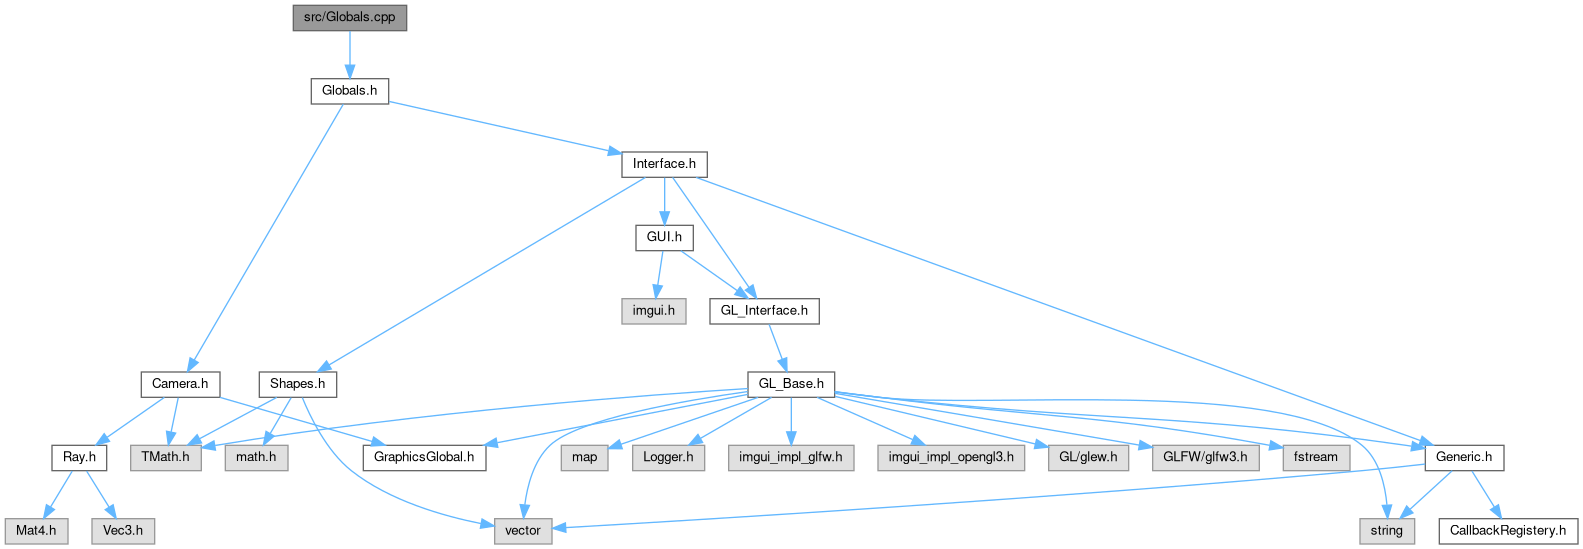 src/Globals.cpp
Globals.h
Interface.h
GUI.h
imgui.h
GL_Interface.h
Camera.h
Shapes.h
GL_Base.h
Ray.h
TMath.h
math.h
GraphicsGlobal.h
map
Logger.h
imgui_impl_glfw.h
imgui_impl_opengl3.h
GL/glew.h
GLFW/glfw3.h
fstream
Generic.h
Mat4.h
Vec3.h
vector
string
CallbackRegistery.h